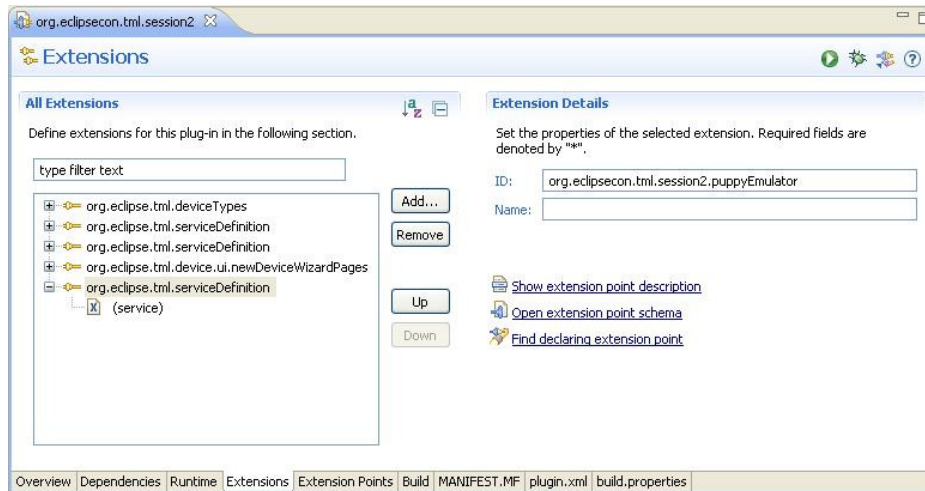 org.eclipsecon.tml.session2
Extensions
All Extensions
Define extensions for this plug-in in the following section.
type filter text
org.eclipse.tml.deviceTypes
org.eclipse.tml.serviceDefinition
org.eclipse.tml.serviceDefinition
org.eclipse.tml.device.ui.newDeviceWizardPages
org.eclipse.tml.serviceDefinition
X (service)
Add...
Remove
Up
Down
Extension Details
Set the properties of the selected extension. Required fields are
denoted by "*".
ID: org.eclipsecon.tml.session2.puppyEmulator
Name:
Show extension point description
Open extension point schema
Find declaring extension point
Overview Dependencies Runtime Extensions Extension Points Build MANIFEST.MF plugin.xml build.properties